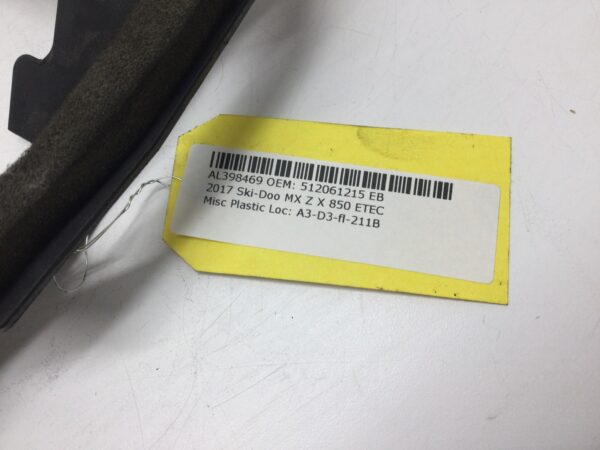 AL398469 OEM: 512061215 EB
2017 Ski-Doo MX Z X 850 ETEC
Misc Plastic Loc: A3-D3-fl-211B